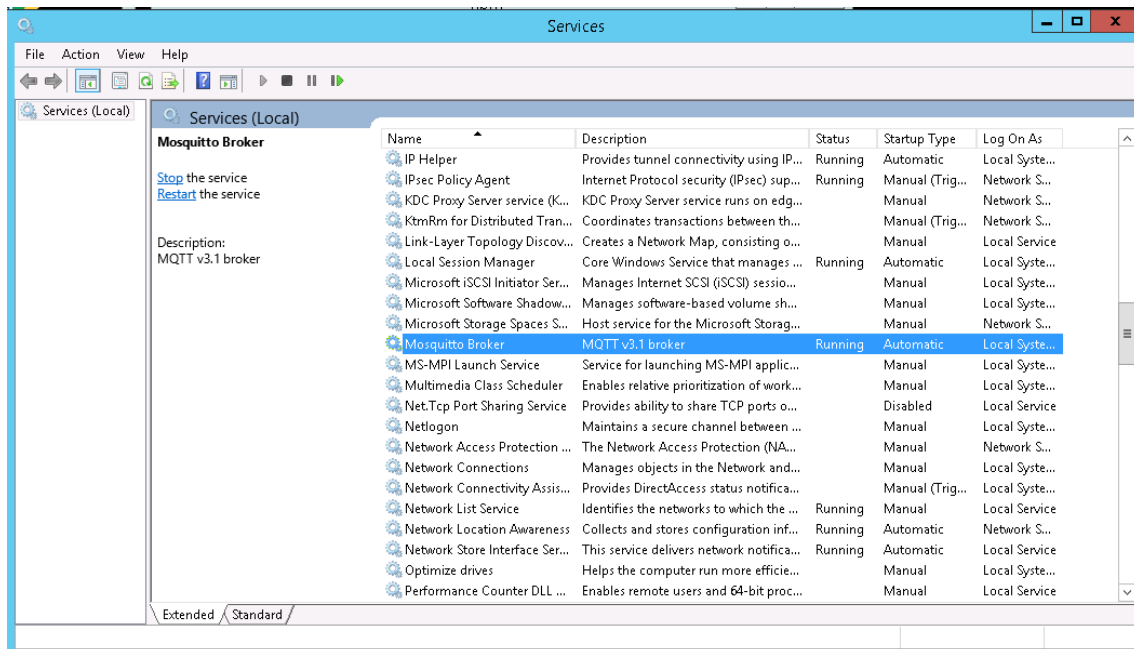 Services
File Action View Help
Services (Local)
Services (Local)
Mosquitto Broker
Stop the service
Restart the service
Description:
MQTT v3.1 broker
Name Description Status Startup Type Log On As
IP Helper Provides tunnel connectivity using IP... Running Automatic Local Syste...
IPsec Policy Agent Internet Protocol security (IPsec) sup... Running Manual (Trig... Network S...
KDC Proxy Server service (K... KDC Proxy Server service runs on edg... Manual Network S...
KtmRm for Distributed Tran... Coordinates transactions between th... Manual (Trig... Network S...
Link-Layer Topology Discov... Creates a Network Map, consisting o... Manual Local Service
Local Session Manager Core Windows Service that manages ... Running Automatic Local Syste...
Microsoft iSCSI Initiator Ser... Manages Internet SCSI (iSCSI) sessio... Manual Local Syste...
Microsoft Software Shadow... Manages software-based volume sh... Manual Local Syste...
Microsoft Storage Spaces S... Host service for the Microsoft Storag... Manual Network S...
Mosquitto Broker MQTT v3.1 broker Running Automatic Local Syste...
MS-MPI Launch Service Service for launching MS-MPI applic... Manual Local Syste...
Multimedia Class Scheduler Enables relative prioritization of work... Manual Local Syste...
Net.Tcp Port Sharing Service Provides ability to share TCP ports o... Disabled Local Service
Netlogon Maintains a secure channel between ... Manual Local Syste...
Network Access Protection ... The Network Access Protection (NA... Manual Network S...
Network Connections Manages objects in the Network and... Manual Local Syste...
Network Connectivity Assis... Provides DirectAccess status notifica... Manual (Trig... Local Syste...
Network List Service Identifies the networks to which the ... Running Manual Local Service
Network Location Awareness Collects and stores configuration inf... Running Automatic Network S...
Network Store Interface Ser... This service delivers network notifica... Running Automatic Local Service
Optimize drives Helps the computer run more efficie... Manual Local Syste...
Performance Counter DLL ... Enables remote users and 64-bit proc... Manual Local Service
Extended Standard